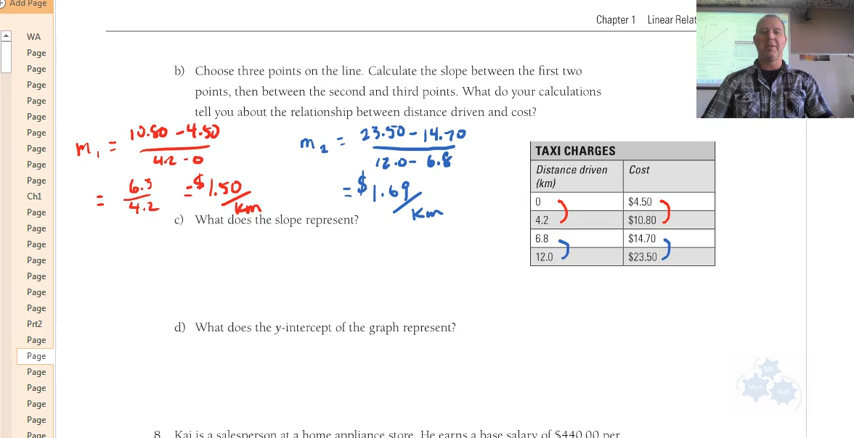 Add Page
WA
Page
Page
Page
Page
Page
Page
Page
Page
Page
Ch1
Page
Page
Page
Page
Page
Page
Prt2
Page
Page
Page
Page
Page
Page
Page
Chapter 1 Linear Relat
b) Choose three points on the line. Calculate the slope between the first two
points, then between the second and third points. What do your calculations
tell you about the relationship between distance driven and cost?
m1 = 10.80 - 4.50
4.2 - 0
= 6.3
4.2
= $1.50/km
m2 = 23.50 - 14.70
12.0 - 6.8
= $1.69/km
TAXI CHARGES
Distance driven (km) Cost
0 $4.50
4.2 $10.80
6.8 $14.70
12.0 $23.50
c) What does the slope represent?
d) What does the y-intercept of the graph represent?
8. Kai is a salesperson at a home appliance store. He earns a base salary of $440.00 per